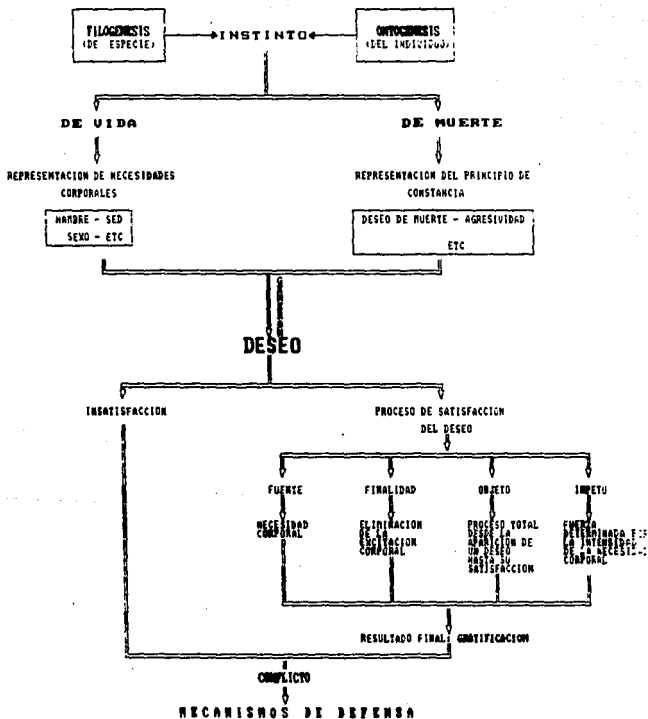 FILOGENESIS
(DE ESPECIE)
INSTINTO
ONTOGENESIS
(DEL INDIVIDUO)
DE VIDA
DE MUERTE
REPRESENTACION DE NECESIDADES
CORPORALES
REPRESENTACION DEL PRINCIPIO DE
CONSTANCIA
HAMBRE - SED
SEXO - ETC
DESEO DE MUERTE - AGRESIVIDAD
ETC
DESEO
INSATISFACCION
PROCESO DE SATISFACCION
DEL DESEO
FUENTE
FINALIDAD
OBJETO
IMPETU
NECESIDAD
CORPORAL
ELIMINACION
DE LA
EXCITACION
CORPORAL
PROCESO TOTAL
DESDE LA
APARICION DE
UN DESEO
HASTA SU
SATISFACCION
FUERZA
DETERMINADA
LA INTENSIDAD
DE LA
CORPORAL
RESULTADO FINAL: GRATIFICACION
CONFLICTO
MECANISMOS DE DEFENSA